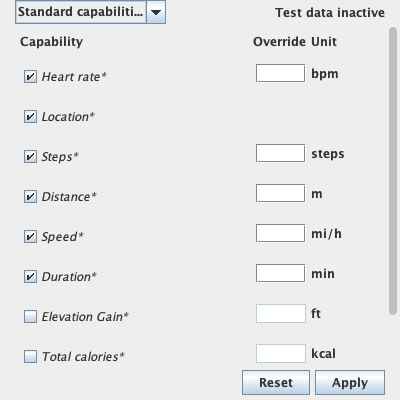 Standard capabiliti... Test data inactive
Capability Override Unit
Heart rate* bpm
Location*
Steps* steps
Distance* m
Speed* mi/h
Duration* min
Elevation Gain* ft
Total calories* kcal
Reset Apply